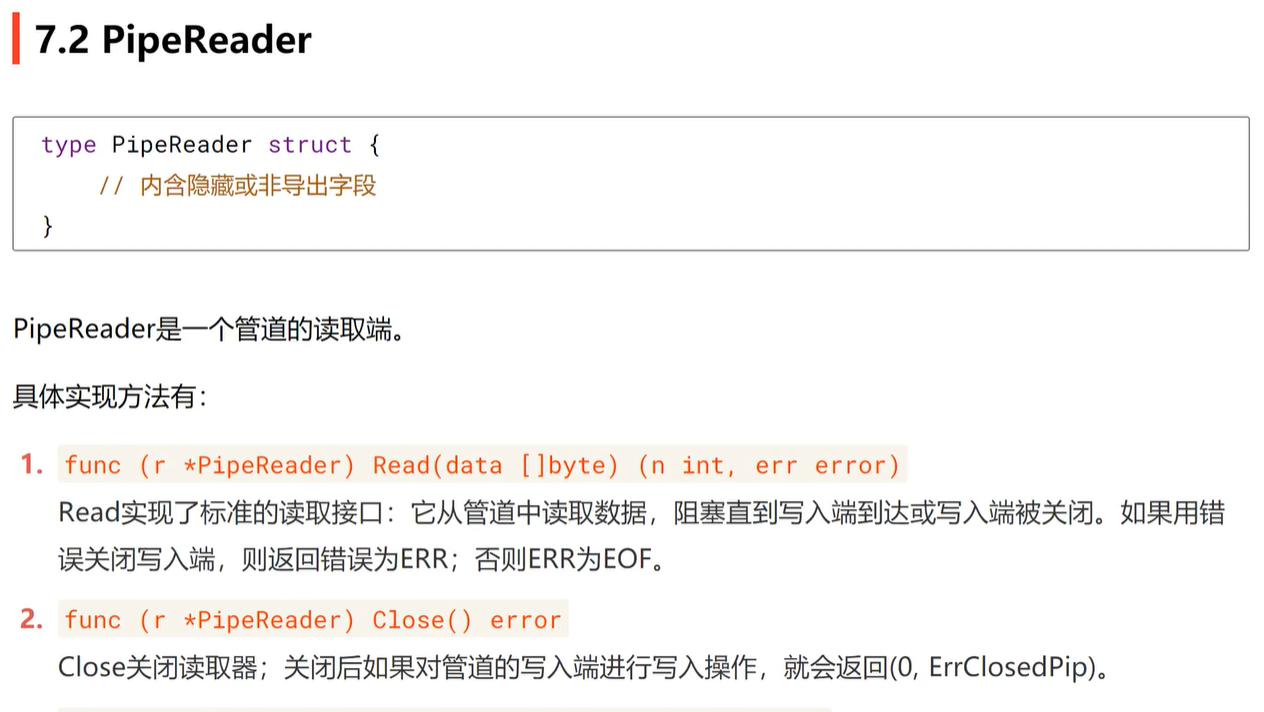 7.2 PipeReader
type PipeReader struct {
// 内含隐藏或非导出字段
}
PipeReader是一个管道的读取端。
具体实现方法有：
1. func (r *PipeReader) Read(data []byte) (n int, err error)
Read实现了标准的读取接口：它从管道中读取数据，阻塞直到写入端到达或写入端被关闭。如果用错
误关闭写入端，则返回错误为ERR；否则ERR为EOF。
2. func (r *PipeReader) Close() error
Close关闭读取器；关闭后如果对管道的写入端进行写入操作，就会返回(0, ErrClosedPip)。